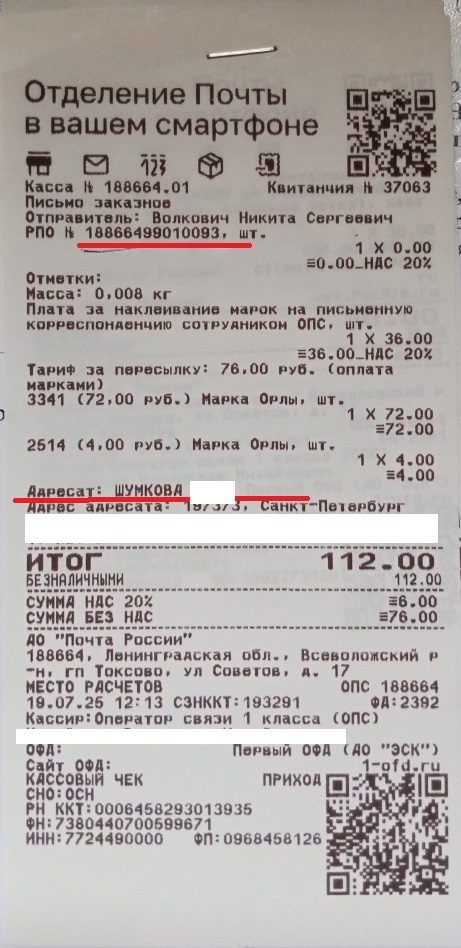 Отделение Почты
в вашем смартфоне
Касса № 188664.01 Квитанция № 37063
Письмо заказное
Отправитель: Волкович Никита Сергеевич
РПО № 18866499010093, шт.
1 X 0.00
≡0.00_НДС 20%
Отметки:
Масса: 0,008 кг
Плата за наклеивание марок на письменную
корреспонденцию сотрудником ОПС, шт.
1 X 36.00
≡36.00_НДС 20%
Тариф за пересылку: 76,00 руб. (оплата
марками)
3341 (72,00 руб.) Марка Орлы, шт.
1 X 72.00
≡72.00
2514 (4,00 руб.) Марка Орлы, шт.
1 X 4.00
≡4.00
Адресат: ШУМКОВА
Адрес адресата: 197373, Санкт-Петербург
ИТОГ 112.00
БЕЗНАЛИЧНЫМИ 112.00
СУММА НДС 20% ≡6.00
СУММА БЕЗ НДС ≡76.00
АО "Почта России"
188664, Ленинградская обл., Всеволожский р
-н, гп Токсово, ул Советов, д. 17
МЕСТО РАСЧЕТОВ ОПС 188664
19.07.25 12:13 СЗНККТ:193291 ФД:2392
Кассир:Оператор связи 1 класса (ОПС)
ОФД: Первый ОФД (АО "ЭСК")
Сайт ОФД: 1-ofd.ru
КАССОВЫЙ ЧЕК ПРИХОД
СНО:ОСН
РН ККТ:0006458293013935
ФН:7380440700599671
ИНН:7724490000 ФП:0968458126